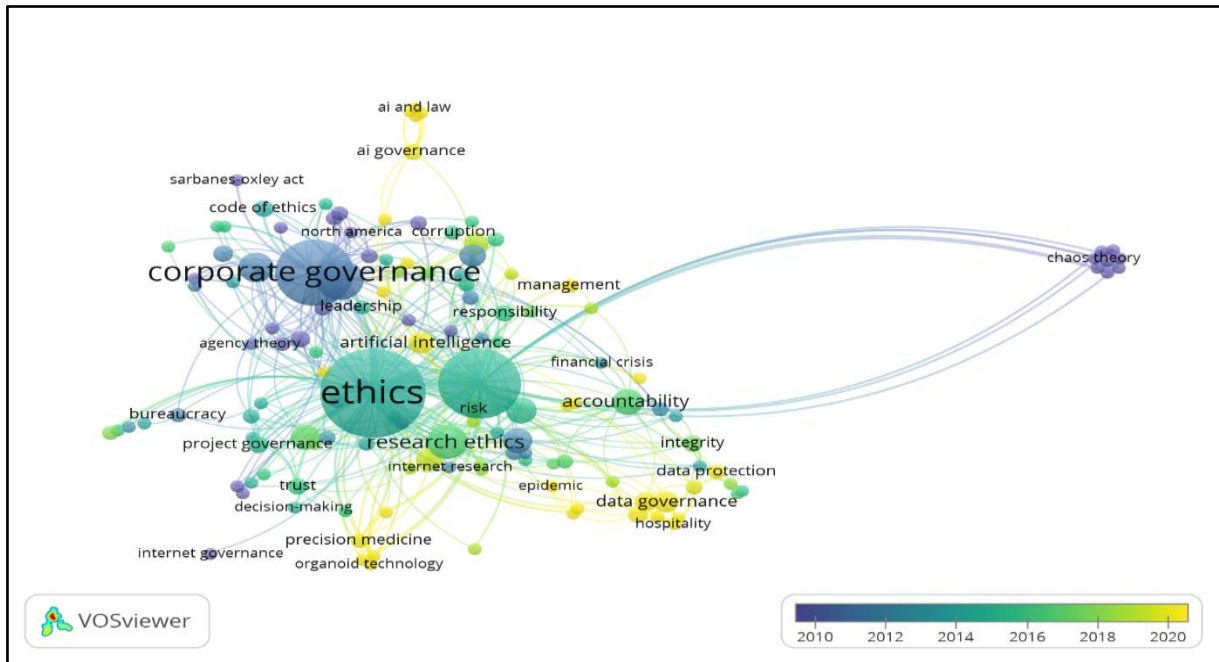 ai and law
ai governance
sarbanes-oxley act
code of ethics
north america
corruption
chaos theory
corporate governance
management
leadership
responsibility
agency theory
artificial intelligence
financial crisis
ethics
accountability
risk
bureaucracy
project governance
research ethics
integrity
internet research
data protection
trust
epidemic
decision-making
data governance
hospitality
precision medicine
internet governance
organoid technology
VOSviewer
2010 2012 2014 2016 2018 2020